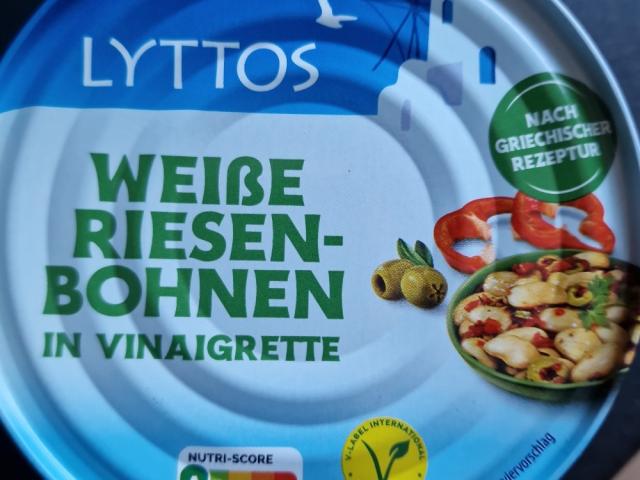 LYTTOS
NACH
GRIECHISCHER
REZEPTUR
WEIßE
RIESEN-
BOHNEN
IN VINAIGRETTE
NUTRI-SCORE
V-LABEL INTERNATIONAL